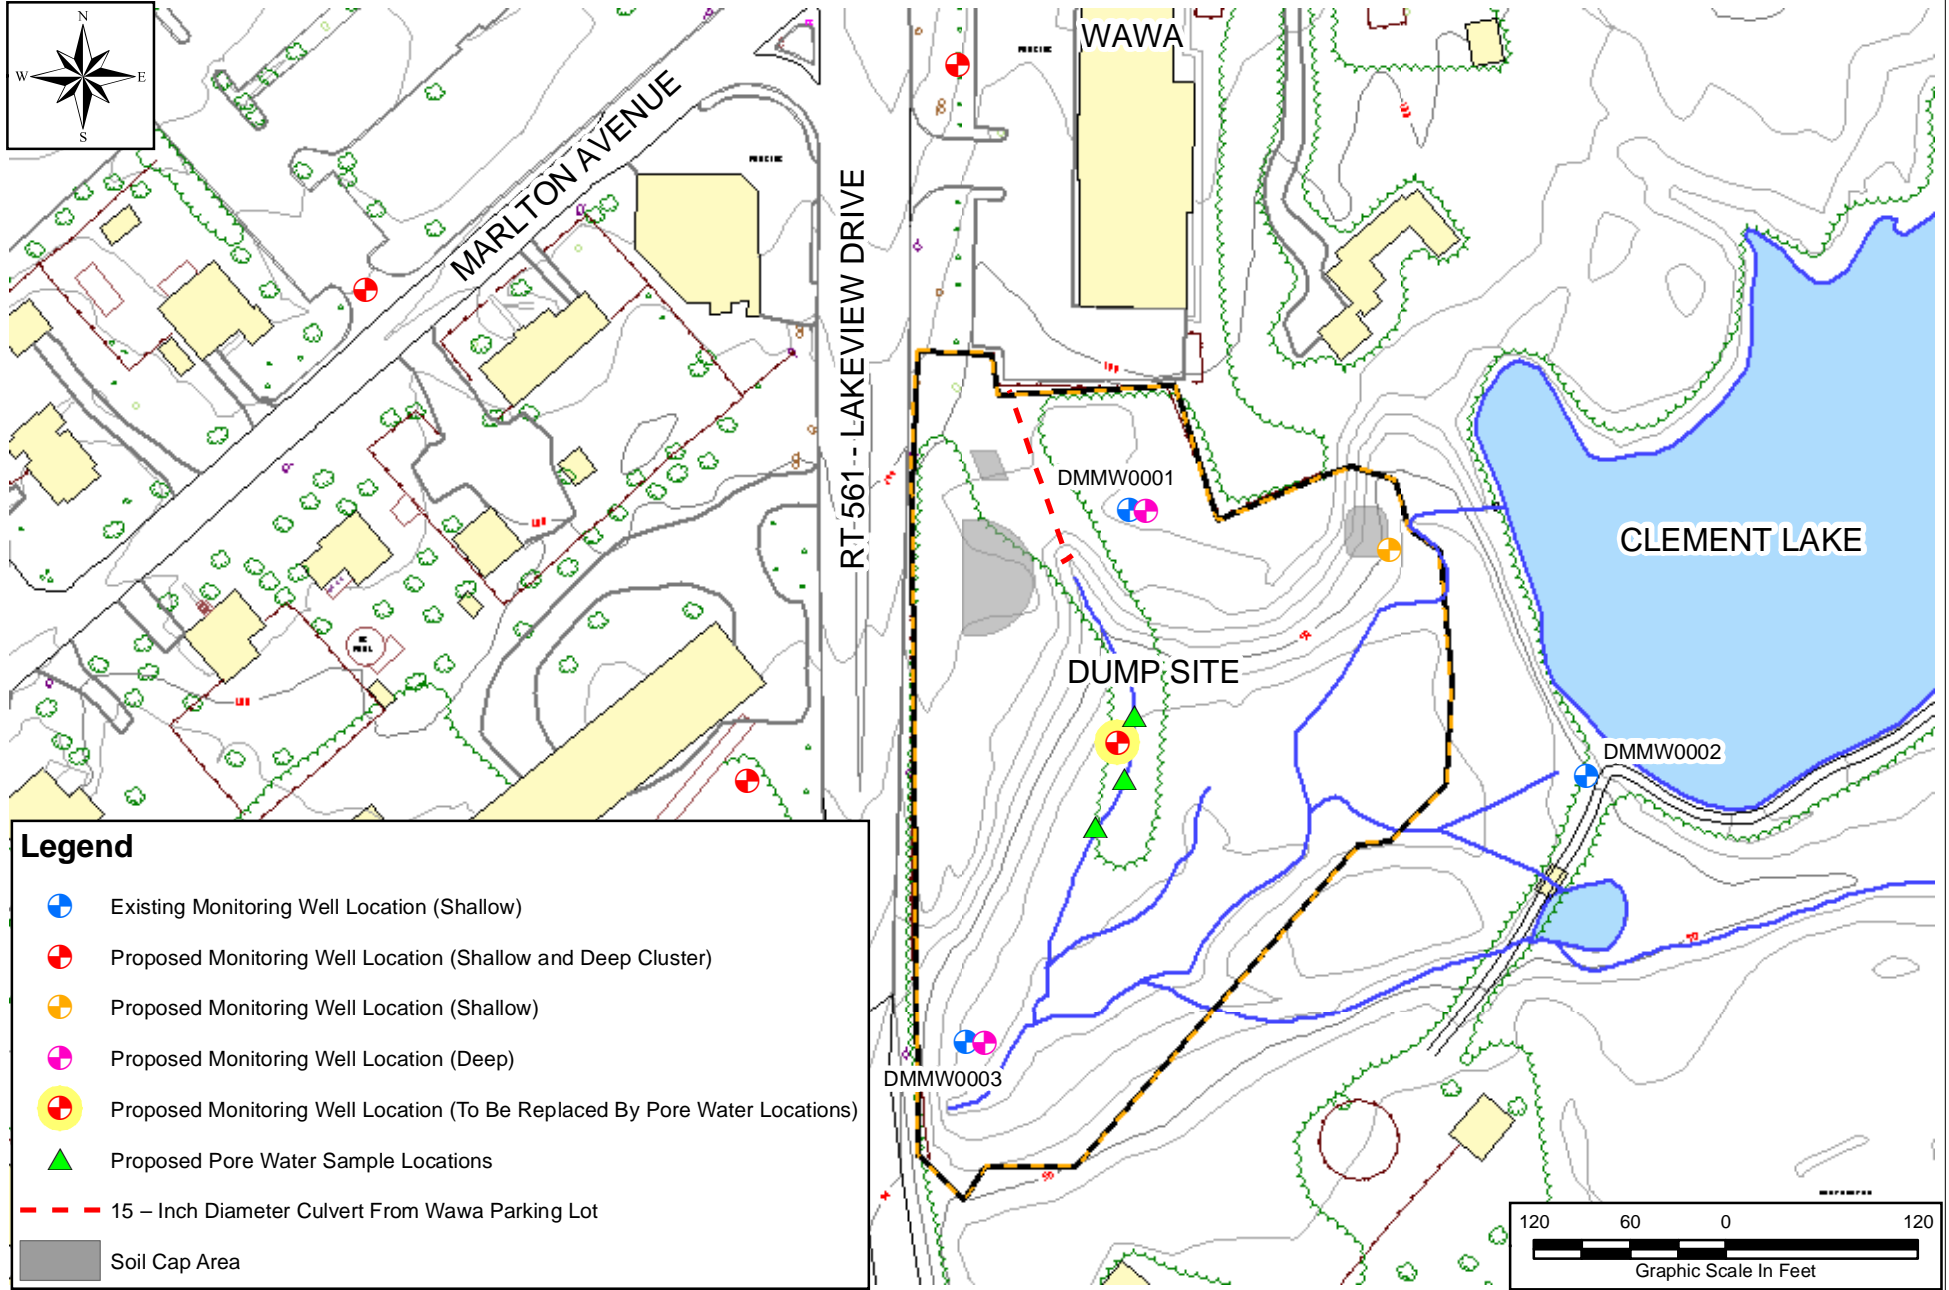 N
W
E
S
WAWA
MARLTON AVENUE
RT 561 - LAKEVIEW DRIVE
DMMW0001
CLEMENT LAKE
DUMP SITE
DMMW0002
DMMW0003
Legend
Existing Monitoring Well Location (Shallow)
Proposed Monitoring Well Location (Shallow and Deep Cluster)
Proposed Monitoring Well Location (Shallow)
Proposed Monitoring Well Location (Deep)
Proposed Monitoring Well Location (To Be Replaced By Pore Water Locations)
Proposed Pore Water Sample Locations
15 – Inch Diameter Culvert From Wawa Parking Lot
Soil Cap Area
120 60 0 120
Graphic Scale In Feet